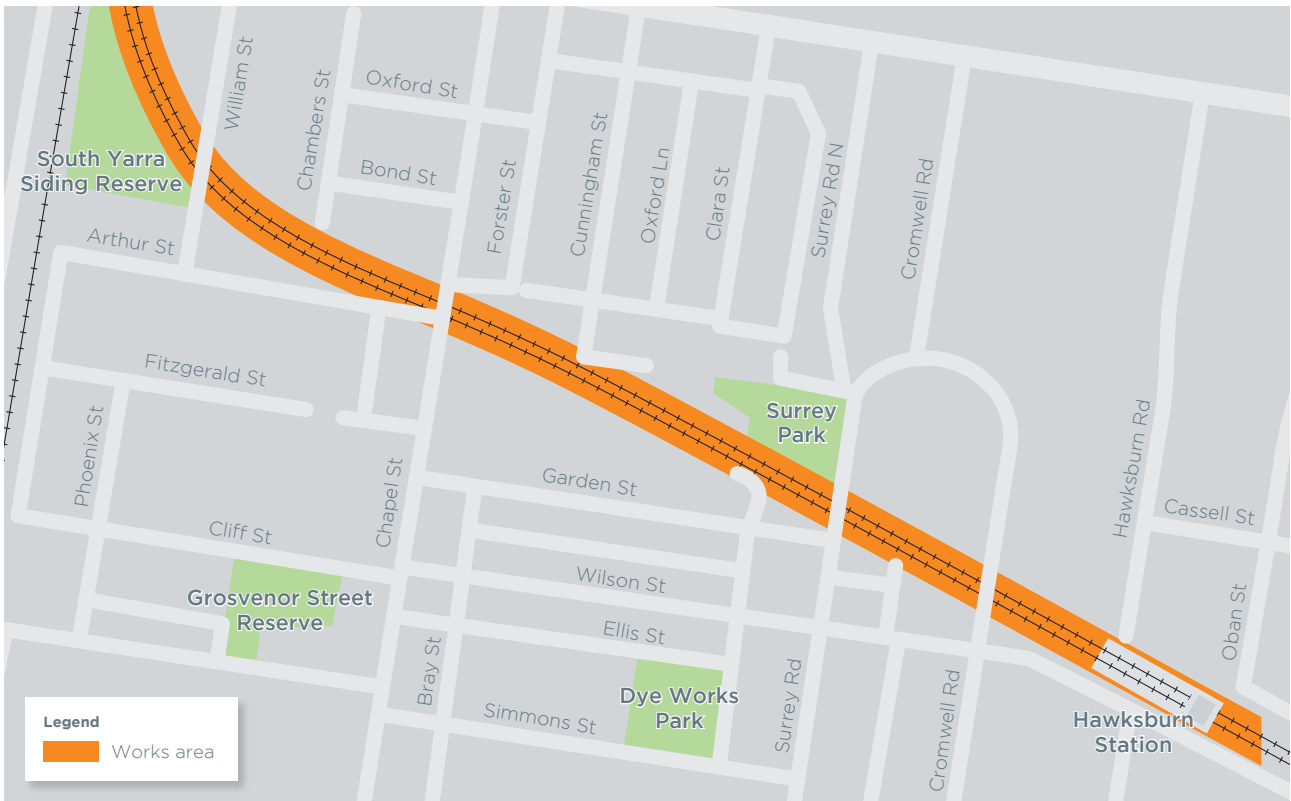 William St
Chambers St
Oxford St
Bond St
Forster St
Cunningham St
Oxford Ln
Clara St
Surrey Rd N
Cromwell Rd
South Yarra
Siding Reserve
Arthur St
Fitzgerald St
Phoenix St
Chapel St
Surrey
Park
Hawksburn Rd
Cassell St
Garden St
Cliff St
Wilson St
Grosvenor Street
Reserve
Ellis St
Bray St
Oban St
Dye Works
Park
Surrey Rd
Cromwell Rd
Simmons St
Hawksburn
Station
Legend
Works area